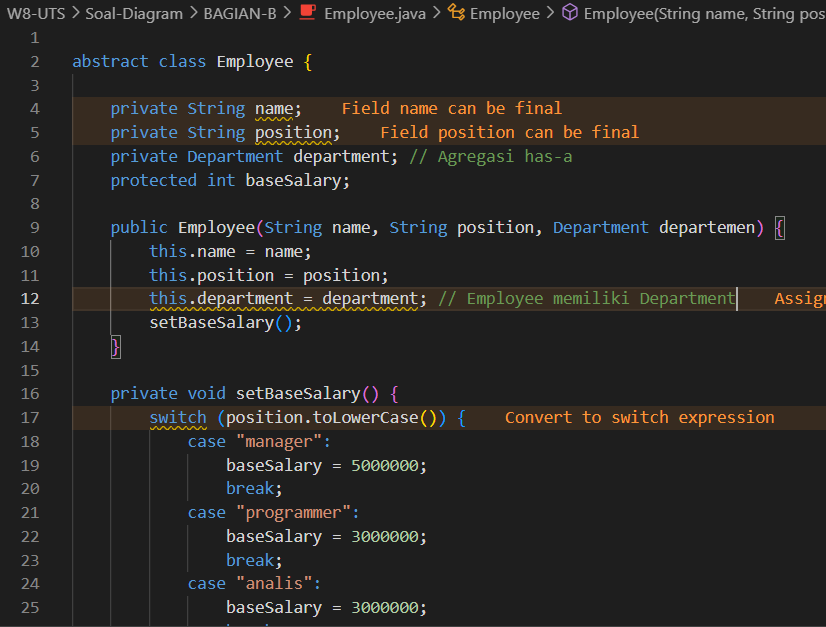 W8-UTS > Soal-Diagram > BAGIAN-B > Employee.java > Employee > Employee(String name, String pos
1
2 abstract class Employee {
3
4 private String name; Field name can be final
5 private String position; Field position can be final
6 private Department department; // Agregasi has-a
7 protected int baseSalary;
8
9 public Employee(String name, String position, Department departemen) {
10 this.name = name;
11 this.position = position;
12 this.department = department; // Employee memiliki Department Assign
13 setBaseSalary();
14 }
15
16 private void setBaseSalary() {
17 switch (position.toLowerCase()) { Convert to switch expression
18 case "manager":
19 baseSalary = 5000000;
20 break;
21 case "programmer":
22 baseSalary = 3000000;
23 break;
24 case "analis":
25 baseSalary = 3000000;